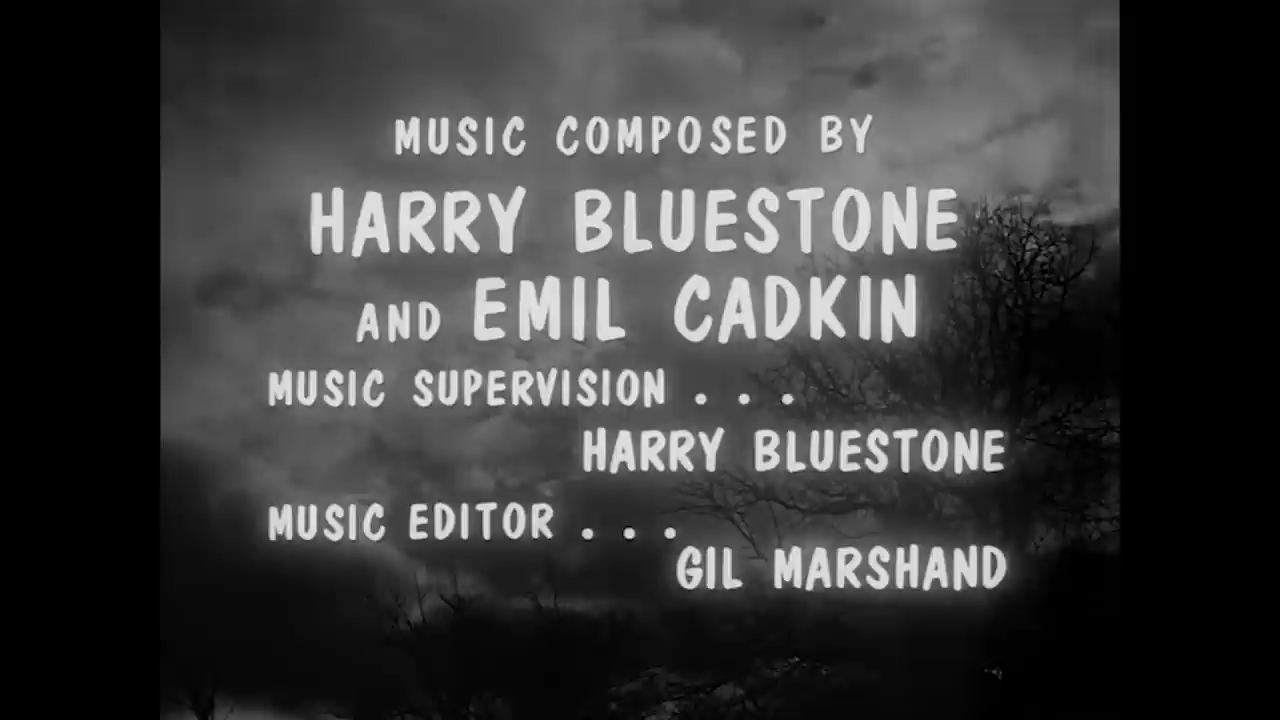 MUSIC COMPOSED BY
HARRY BLUESTONE
AND EMIL CADKIN
MUSIC SUPERVISION . . .
HARRY BLUESTONE
MUSIC EDITOR . . .
GIL MARSHAND